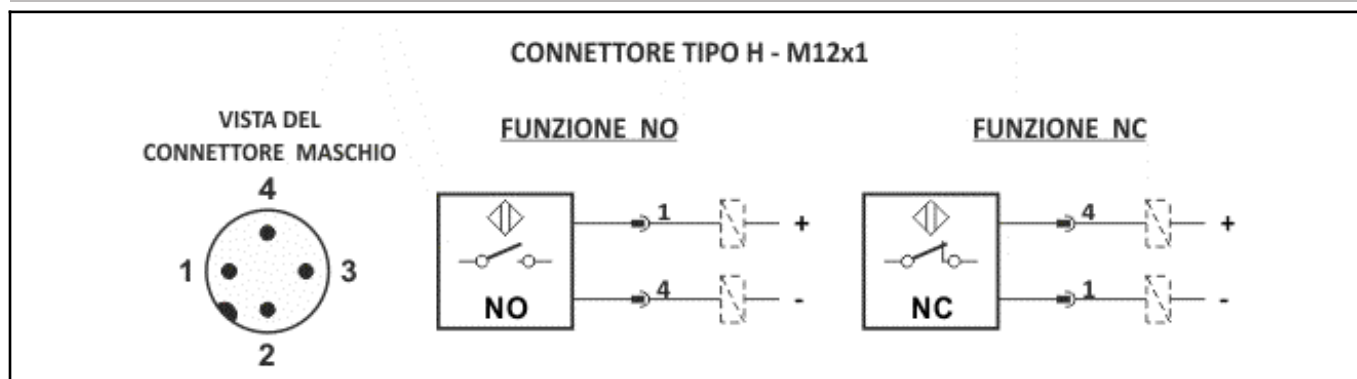 CONNETTORE TIPO H - M12x1
VISTA DEL
CONNETTORE MASCHIO
4
1
3
2
FUNZIONE NO
1
+
4
-
NO
FUNZIONE NC
4
+
1
-
NC